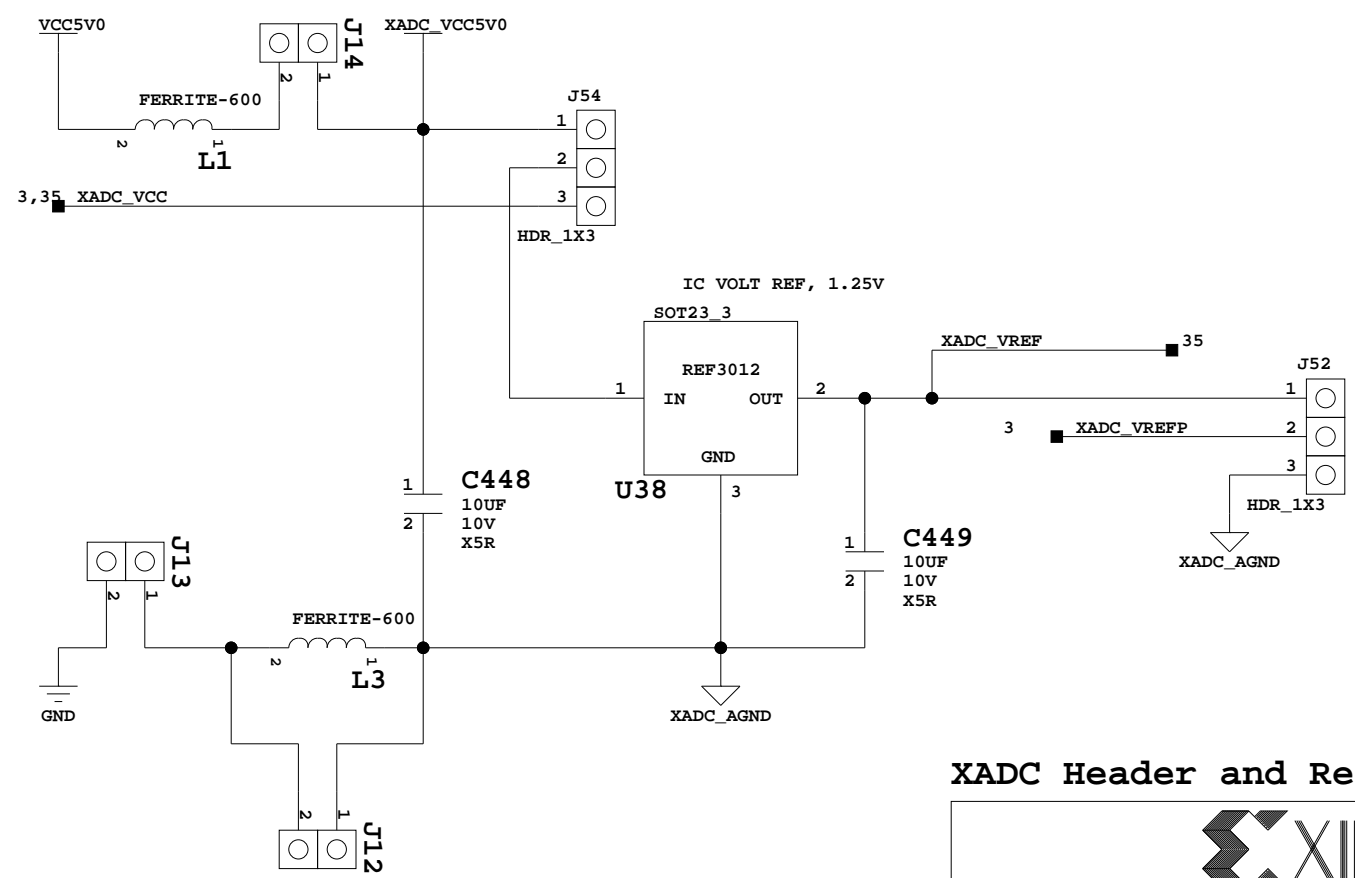 VCC5V0
J14
XADC_VCC5V0
2
1
FERRITE-600
2
1
L1
J54
1
2
3
HDR_1X3
3,35
XADC_VCC
IC VOLT REF, 1.25V
SOT23_3
REF3012
1
IN
OUT
2
GND
U38
3
XADC_VREF
35
J52
1
3
XADC_VREFP
2
3
HDR_1X3
XADC_AGND
1
C448
10UF
2
10V
X5R
C449
1
10UF
2
10V
X5R
J13
2
1
FERRITE-600
2
1
L3
GND
XADC_AGND
2
1
J12
XADC Header and Re
XI